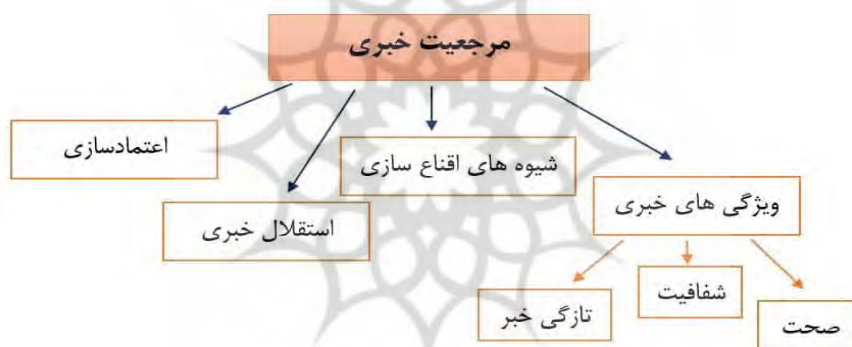 مرجعیت خبری
اعتمادسازی
شیوه های اقناع سازی
ویژگی های خبری
استقلال خبری
شفافیت
تازگی خبر
صحت